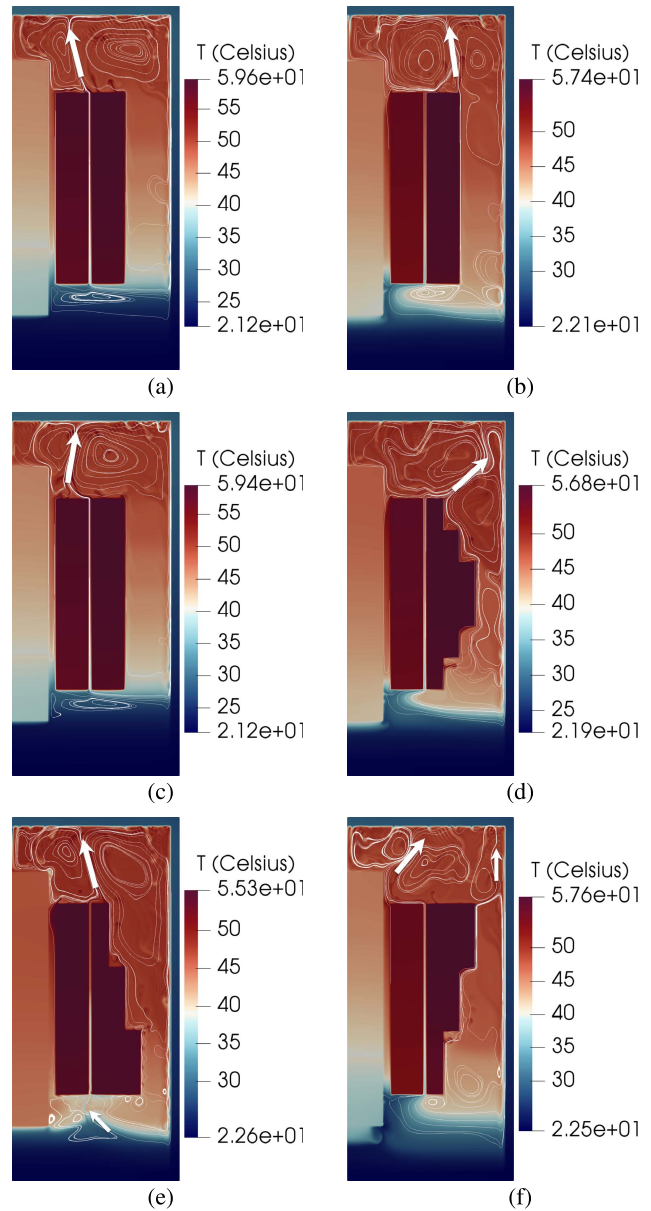 T (Celsius)
5.96e+01
55
50
45
40
35
30
25
2.12e+01
(a)
T (Celsius)
5.74e+01
50
45
40
35
30
2.21e+01
(b)
T (Celsius)
5.94e+01
55
50
45
40
35
30
25
2.12e+01
(c)
T (Celsius)
5.68e+01
50
45
40
35
30
25
2.19e+01
(d)
T (Celsius)
5.53e+01
50
45
40
35
30
2.26e+01
(e)
T (Celsius)
5.76e+01
50
45
40
35
30
2.25e+01
(f)